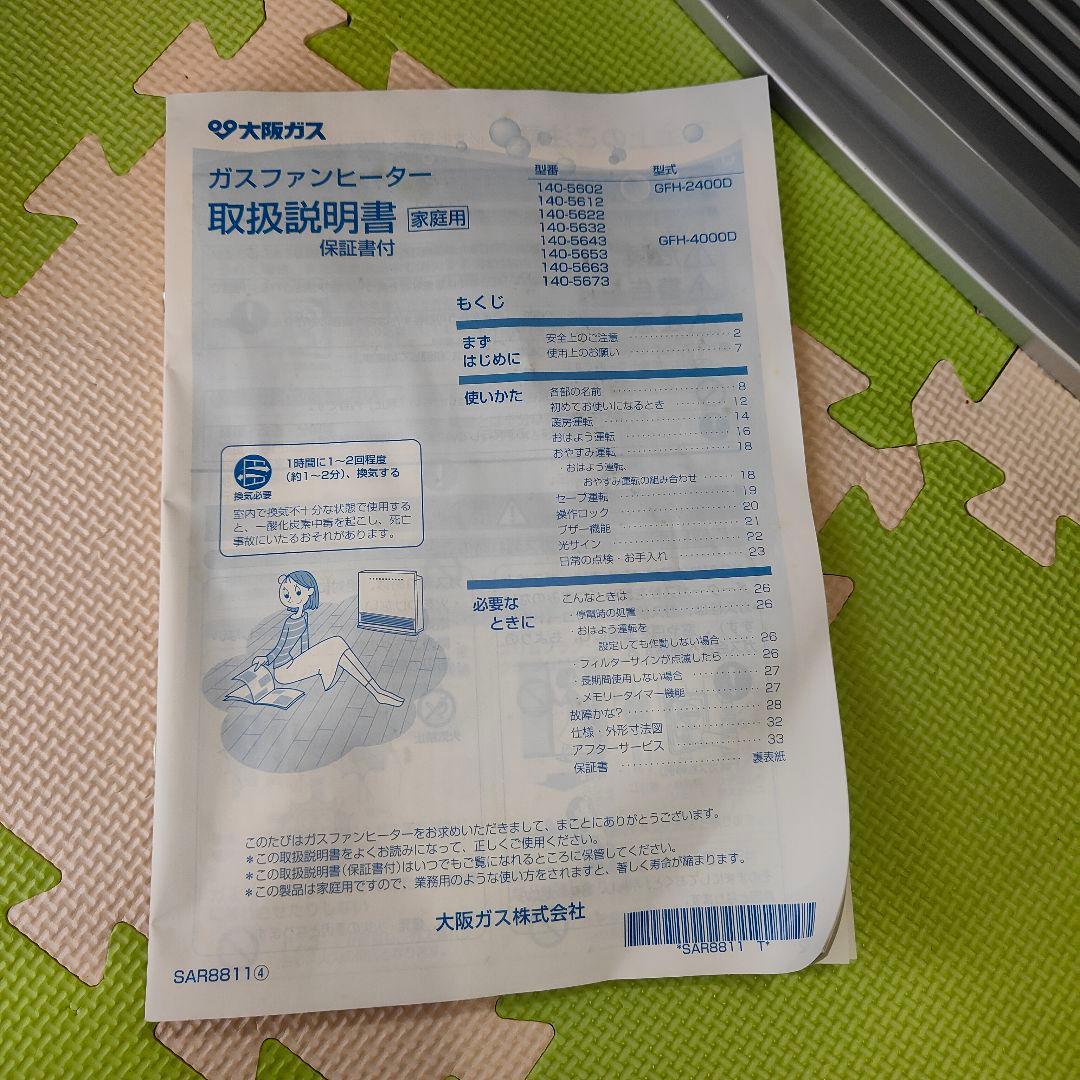 大阪ガス
ガスファンヒーター
取扱説明書 家庭用
保証書付
型番 型式
140-5602 GFH-2400D
140-5612
140-5622
140-5632
140-5643 GFH-4000D
140-5653
140-5663
140-5673
もくじ
まず
はじめに
安全上のご注意 2
使用上のお願い 7
使いかた
各部の名前 8
初めてお使いになるとき 12
暖房運転 14
おはよう運転 16
おやすみ運転 18
・おはよう運転、
おやすみ運転の組み合わせ 18
セーブ運転 19
操作ロック 20
ブザー機能 21
光サイン 22
日常の点検・お手入れ 23
必要な
ときに
こんなときは 26
・停電時の処置 26
・おはよう運転を
設定しても作動しない場合 26
・フィルターサインが点滅したら 26
・長期間使用しない場合 27
・メモリータイマー機能 27
故障かな? 28
仕様・外形寸法図 32
アフターサービス 33
保証書 裏表紙
換気必要
1時間に1〜2回程度
(約1〜2分)、換気する
室内で換気不十分な状態で使用する
と、一酸化炭素中毒を起こし、死亡
事故にいたるおそれがあります。
このたびはガスファンヒーターをお求めいただきまして、まことにありがとうございます。
＊この取扱説明書をよくお読みになって、正しくご使用ください。
＊この取扱説明書(保証書付)はいつでもご覧になれるところに保管してください。
＊この製品は家庭用ですので、業務用のような使い方をされますと、著しく寿命が縮まります。
大阪ガス株式会社
*SAR8811 T*
SAR8811④